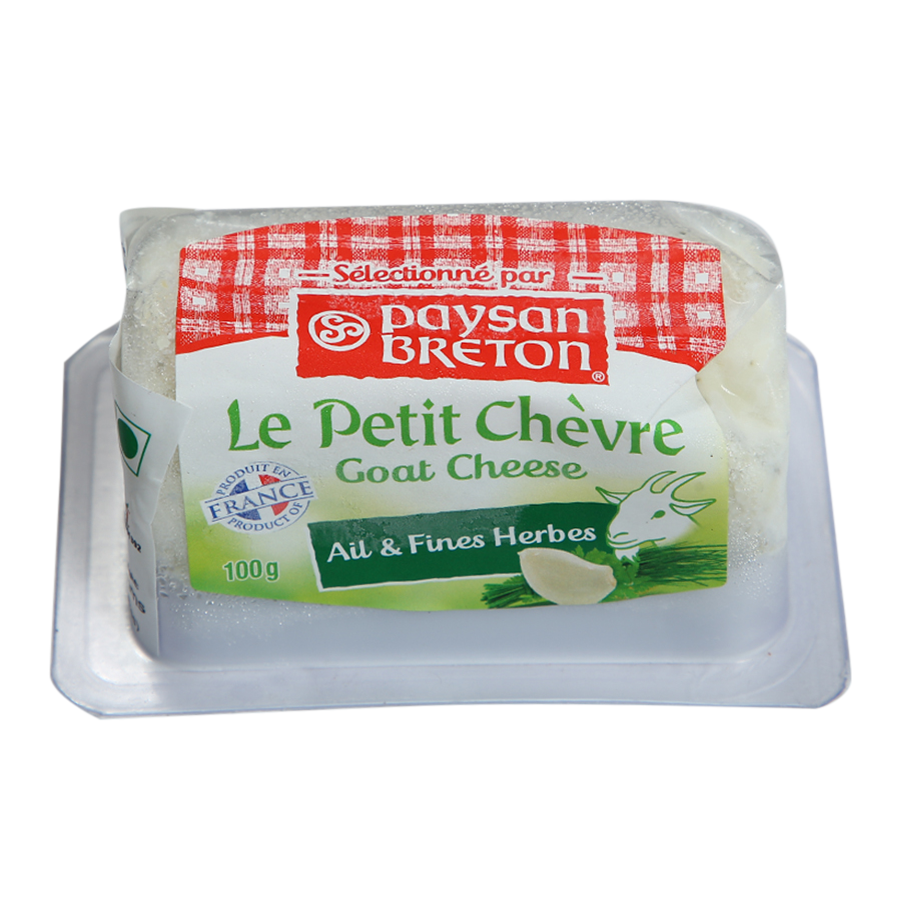 Sélectionné par
paysan
BRETON
®
Le Petit Chèvre
Goat Cheese
PRODUIT EN
FRANCE
PRODUCT OF
Ail & Fines Herbes
100g